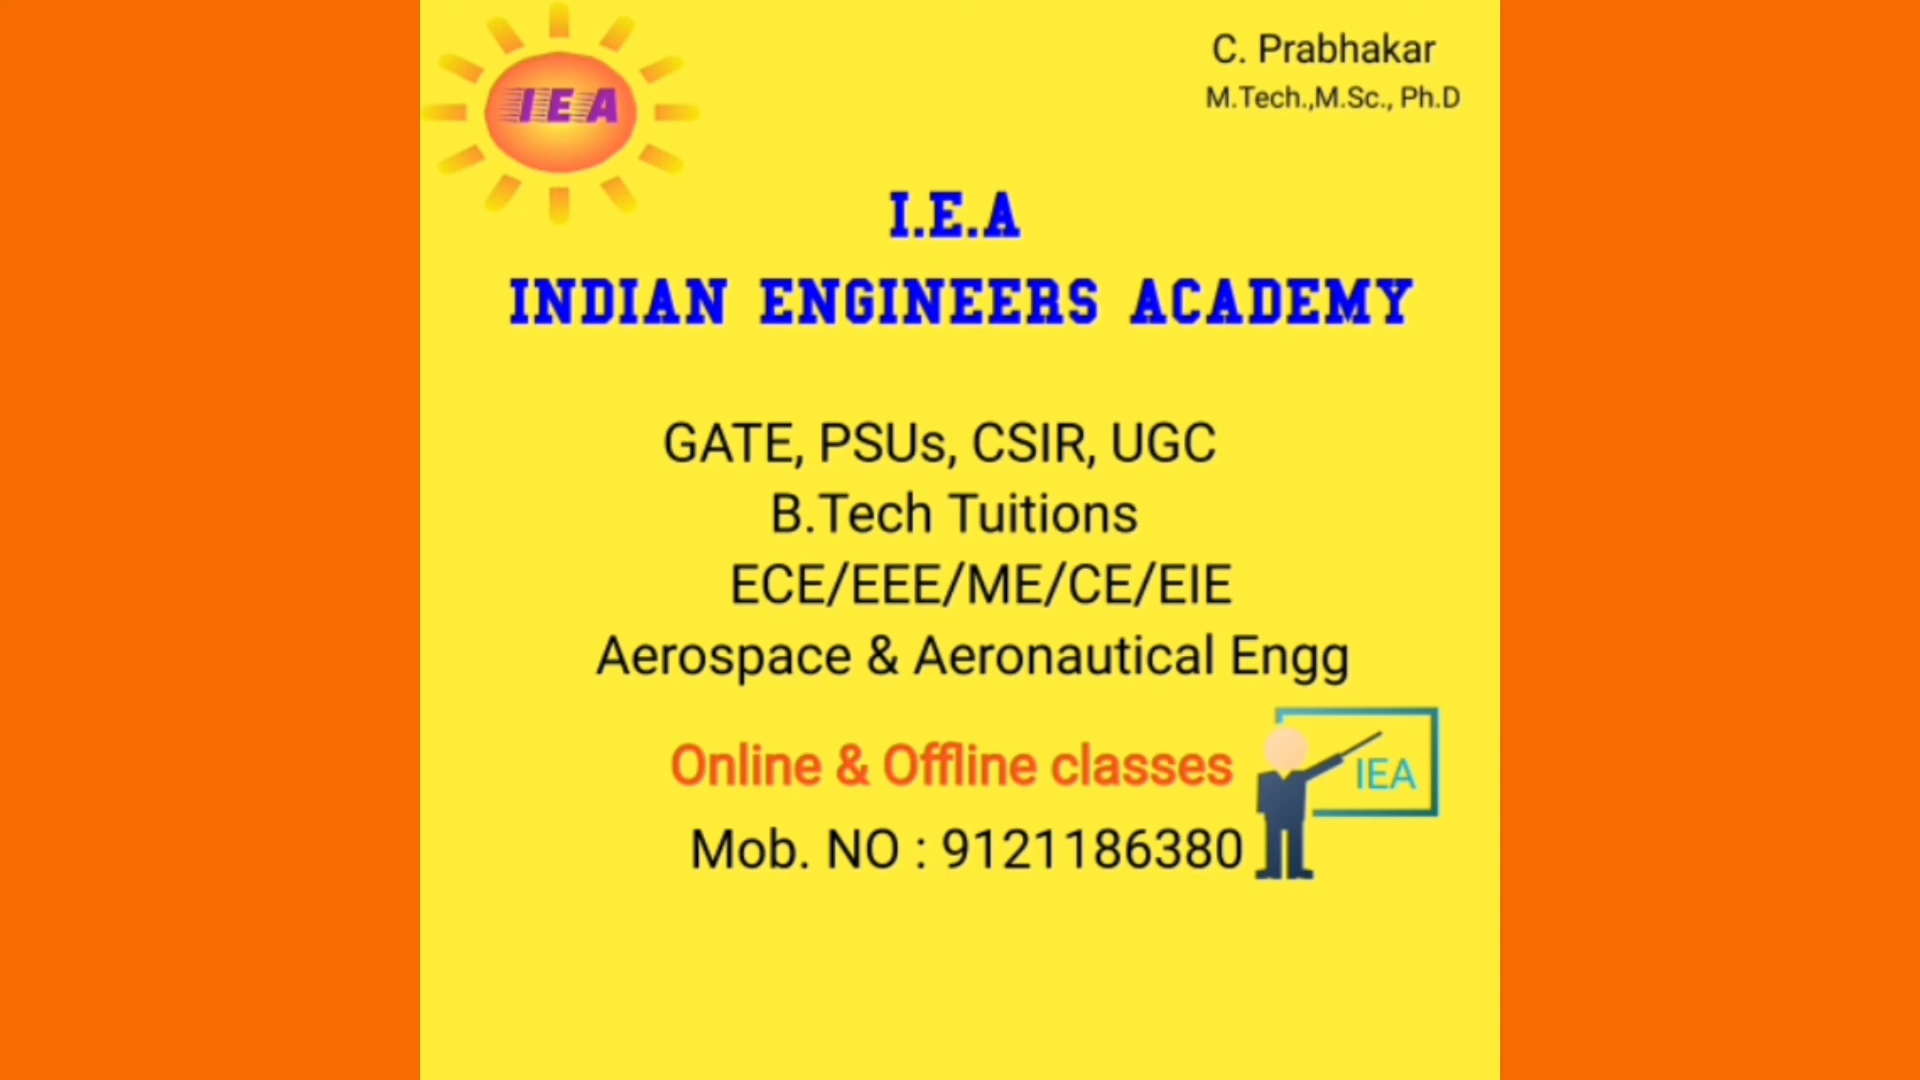 IEA
C. Prabhakar
M.Tech.,M.Sc., Ph.D
I.E.A
INDIAN ENGINEERS ACADEMY
GATE, PSUs, CSIR, UGC
B.Tech Tuitions
ECE/EEE/ME/CE/EIE
Aerospace & Aeronautical Engg
Online & Offline classes
IEA
Mob. NO : 9121186380